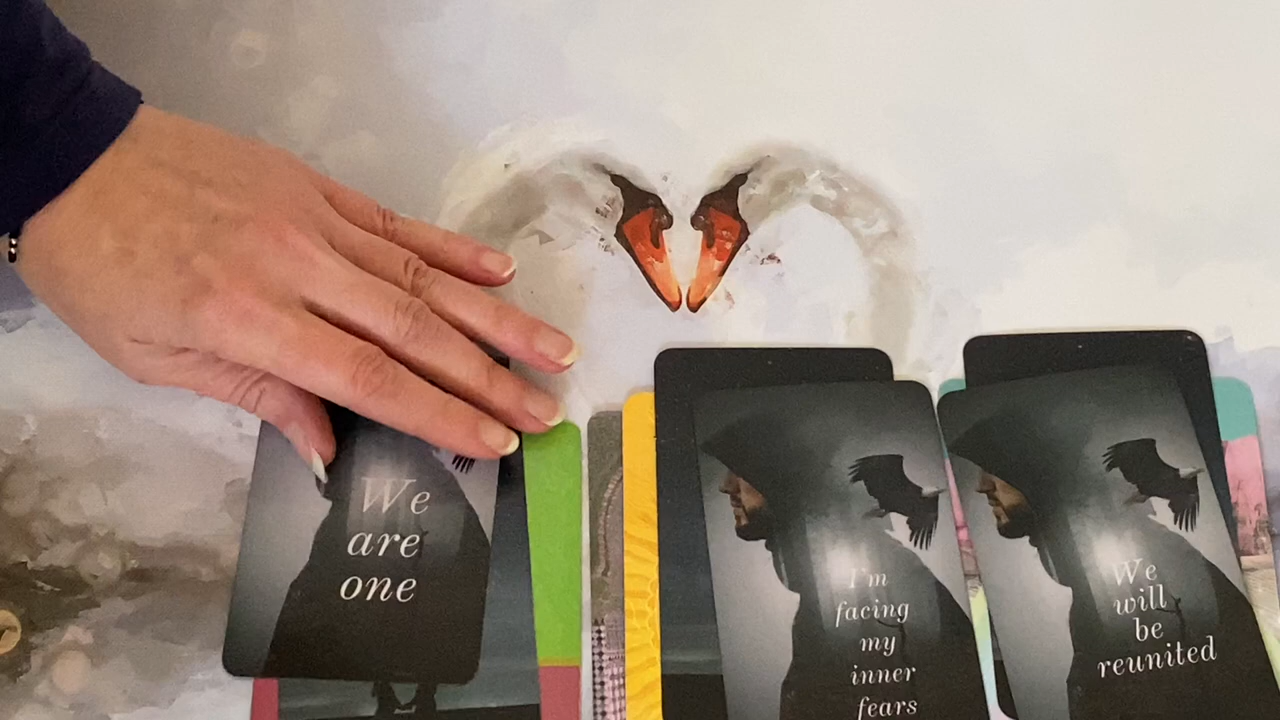 We
are
one
I'm
facing
my
inner
fears
We
will
be
reunited